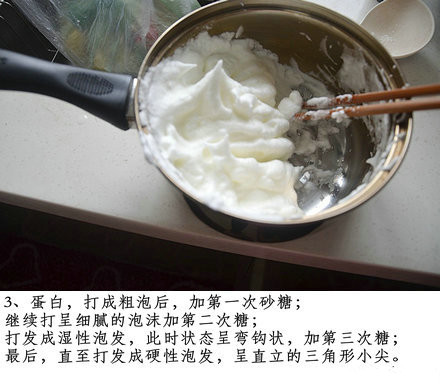 3、蛋白，打成粗泡后，加第一次砂糖；
继续打呈细腻的泡沫加第二次糖；
打发成湿性泡发，此时状态呈弯钩状，加第三次糖；
最后，直至打发成硬性泡发，呈直立的三角形小尖。